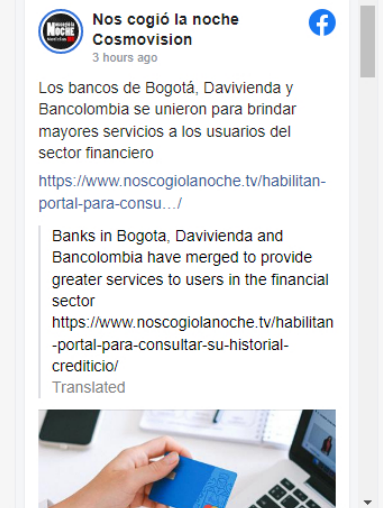 Nos cogió la noche
Cosmovision
3 hours ago
Los bancos de Bogotá, Davivienda y
Bancolombia se unieron para brindar
mayores servicios a los usuarios del
sector financiero
https://www.noscogiolanoche.tv/habilitan-
portal-para-consu…/
Banks in Bogota, Davivienda and
Bancolombia have merged to provide
greater services to users in the financial
sector
https://www.noscogiolanoche.tv/habilitan
-portal-para-consultar-su-historial-
crediticio/
Translated